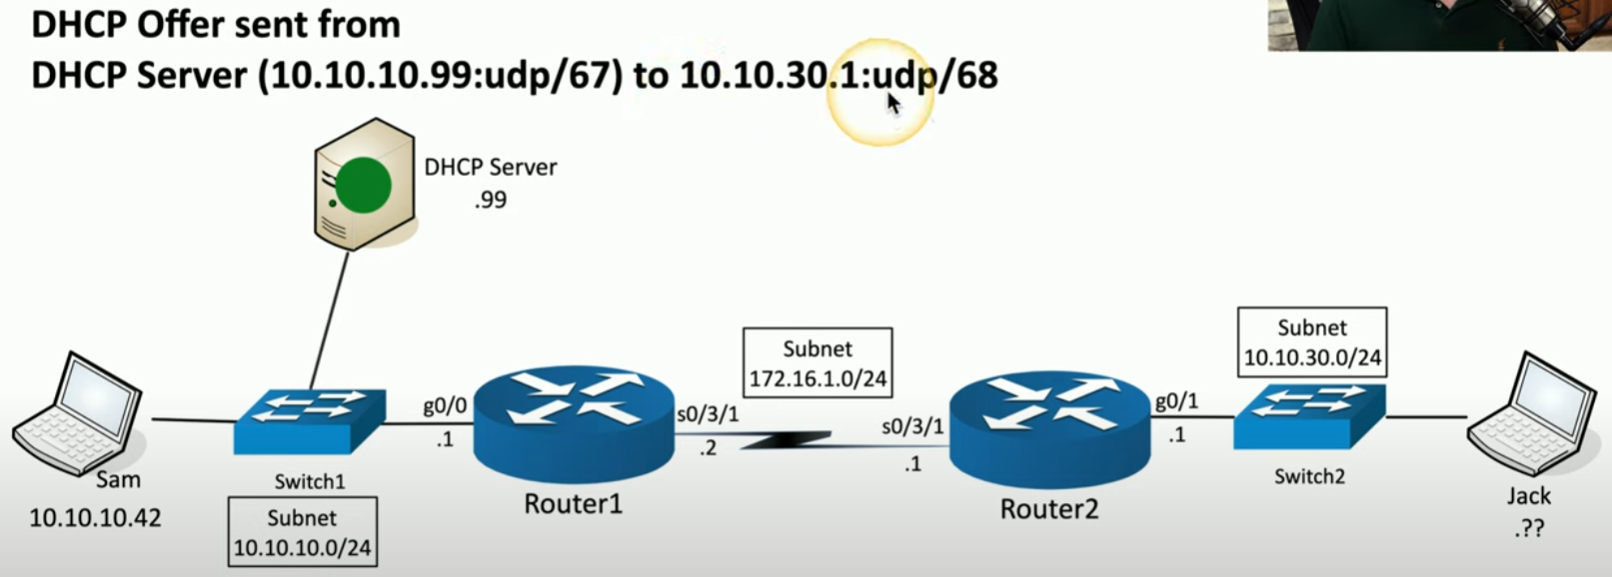 DHCP Offer sent from
DHCP Server (10.10.10.99:udp/67) to 10.10.30.1:udp/68
DHCP Server
.99
Subnet
172.16.1.0/24
Subnet
10.10.30.0/24
g0/0
.1
s0/3/1
.2
s0/3/1
.1
g0/1
.1
Sam
10.10.10.42
Switch1
Subnet
10.10.10.0/24
Router1
Router2
Switch2
Jack
.??